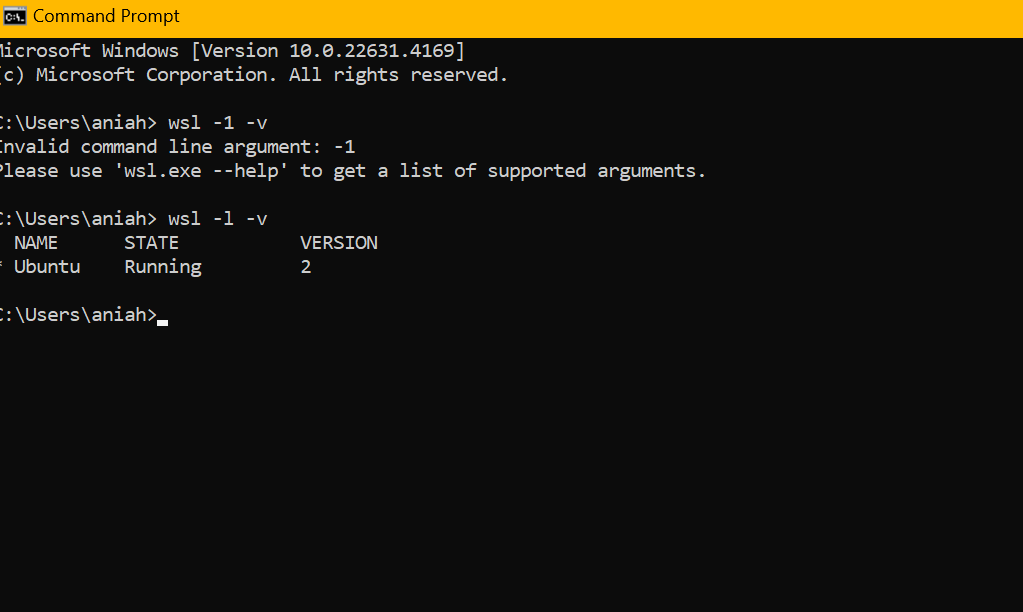 Command Prompt
Microsoft Windows [Version 10.0.22631.4169]
(c) Microsoft Corporation. All rights reserved.
C:\Users\aniah> wsl -1 -v
Invalid command line argument: -1
Please use 'wsl.exe --help' to get a list of supported arguments.
C:\Users\aniah> wsl -l -v
NAME STATE VERSION
* Ubuntu Running 2
C:\Users\aniah>